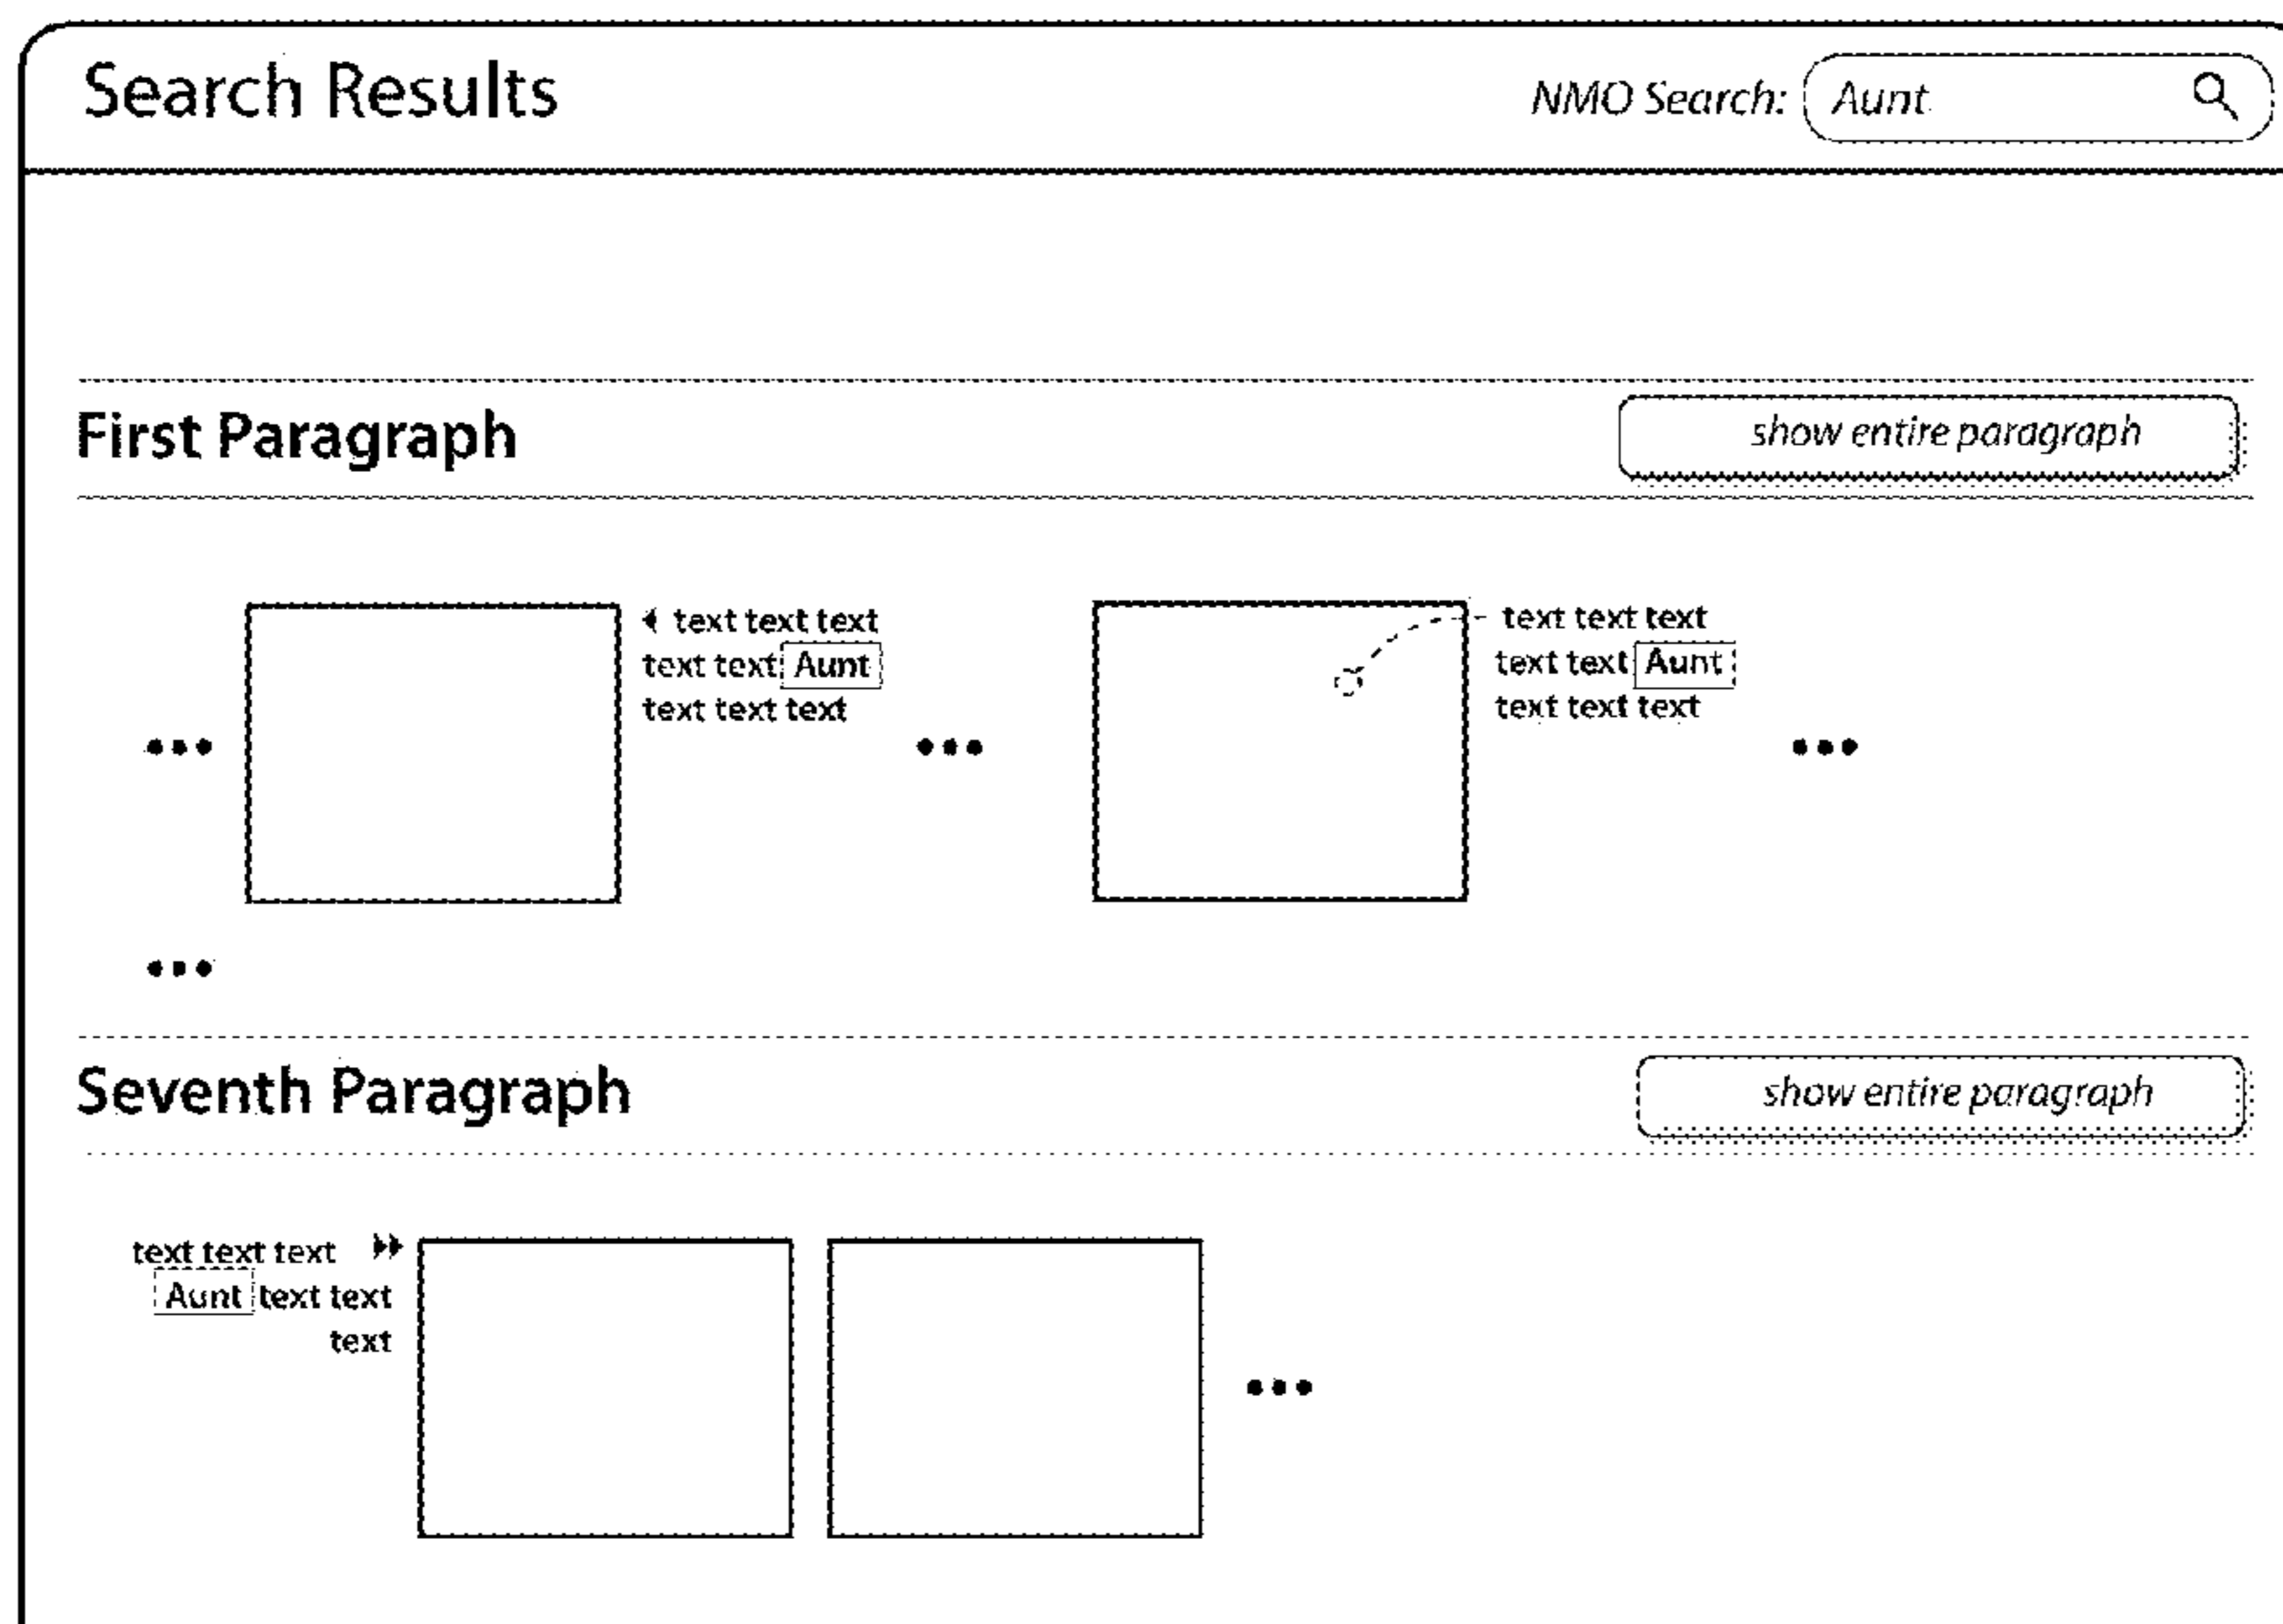 Search Results
NMO Search: Aunt
First Paragraph
show entire paragraph
◂ text text text
text text Aunt
text text text
text text text
text text Aunt
text text text
•••
•••
•••
•••
Seventh Paragraph
show entire paragraph
text text text ▸▸
Aunt text text
text
•••